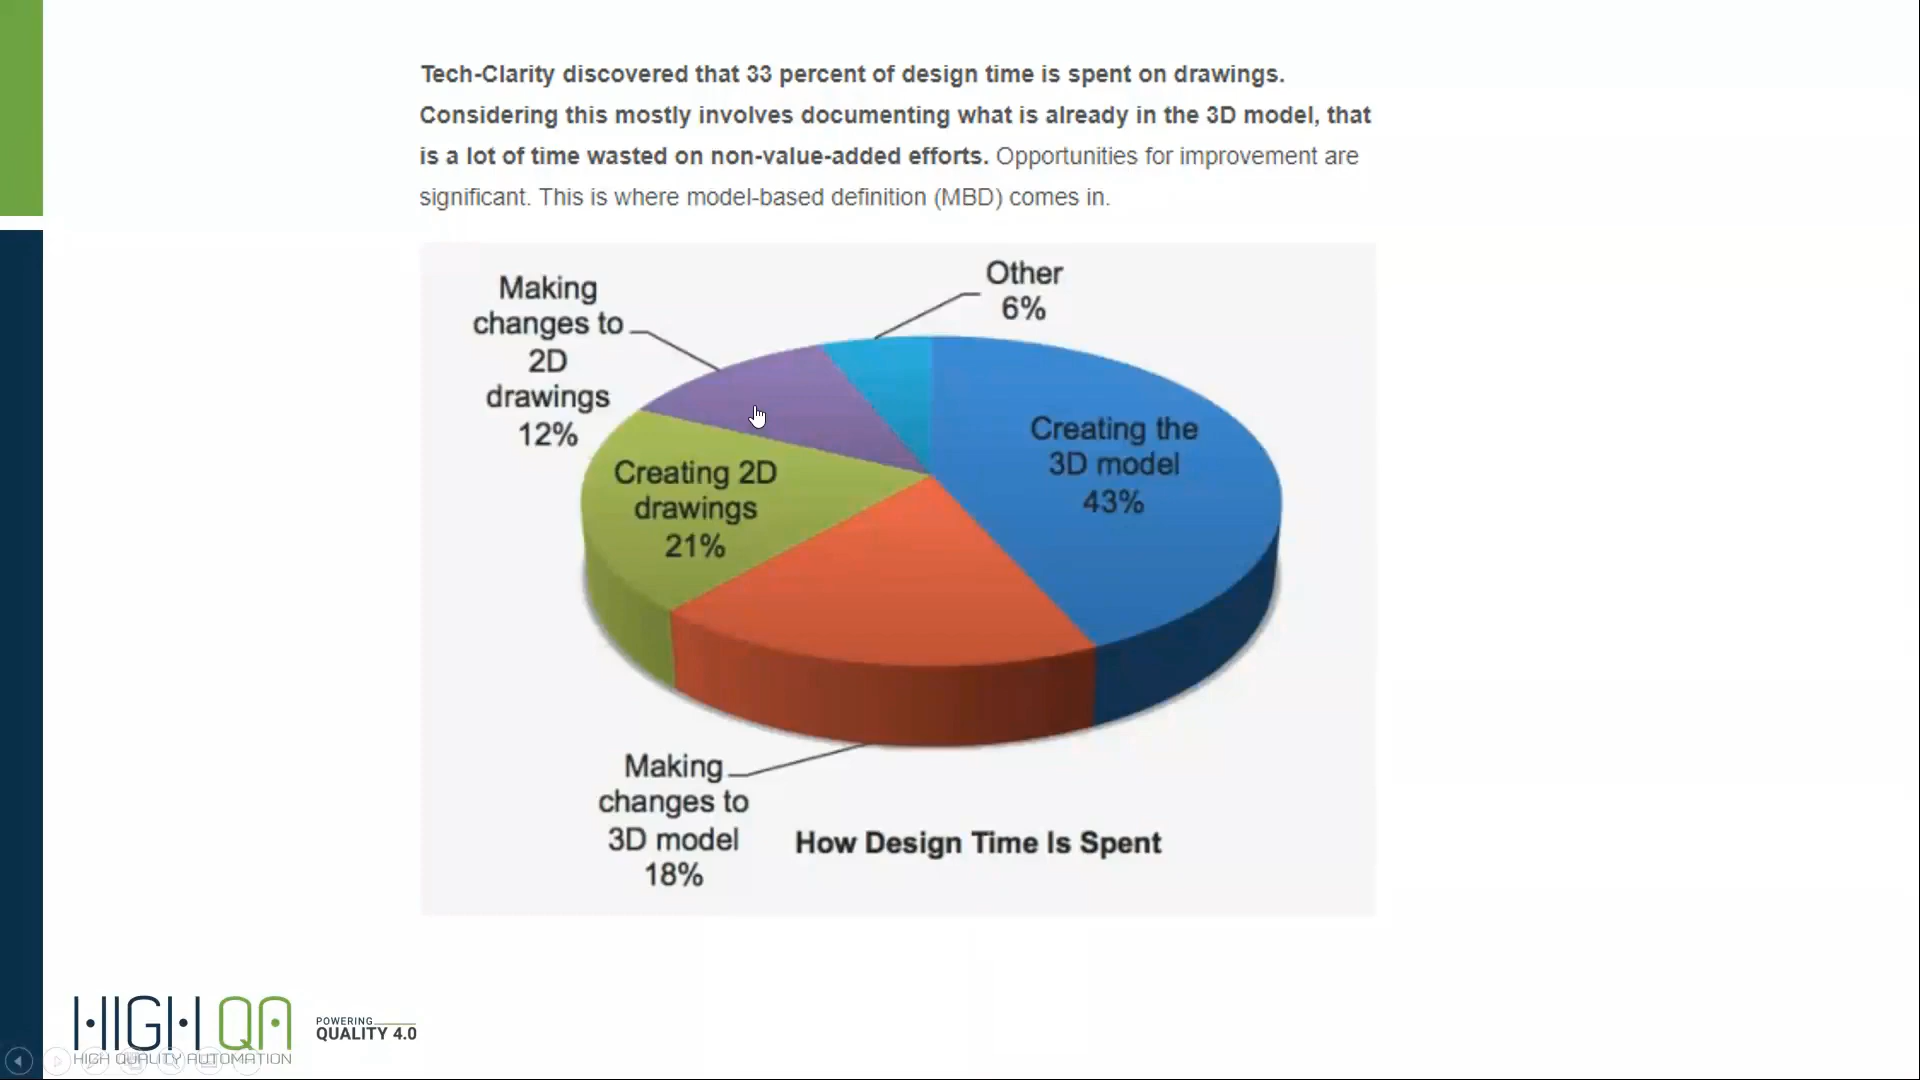 Tech-Clarity discovered that 33 percent of design time is spent on drawings.
Considering this mostly involves documenting what is already in the 3D model, that
is a lot of time wasted on non-value-added efforts. Opportunities for improvement are
significant. This is where model-based definition (MBD) comes in.
Other
6%
Making
changes to
2D
drawings
12%
Creating the
3D model
43%
Creating 2D
drawings
21%
Making
changes to
3D model
18%
How Design Time Is Spent
HIGH QA
HIGH QUALITY AUTOMATION
POWERING
QUALITY 4.0